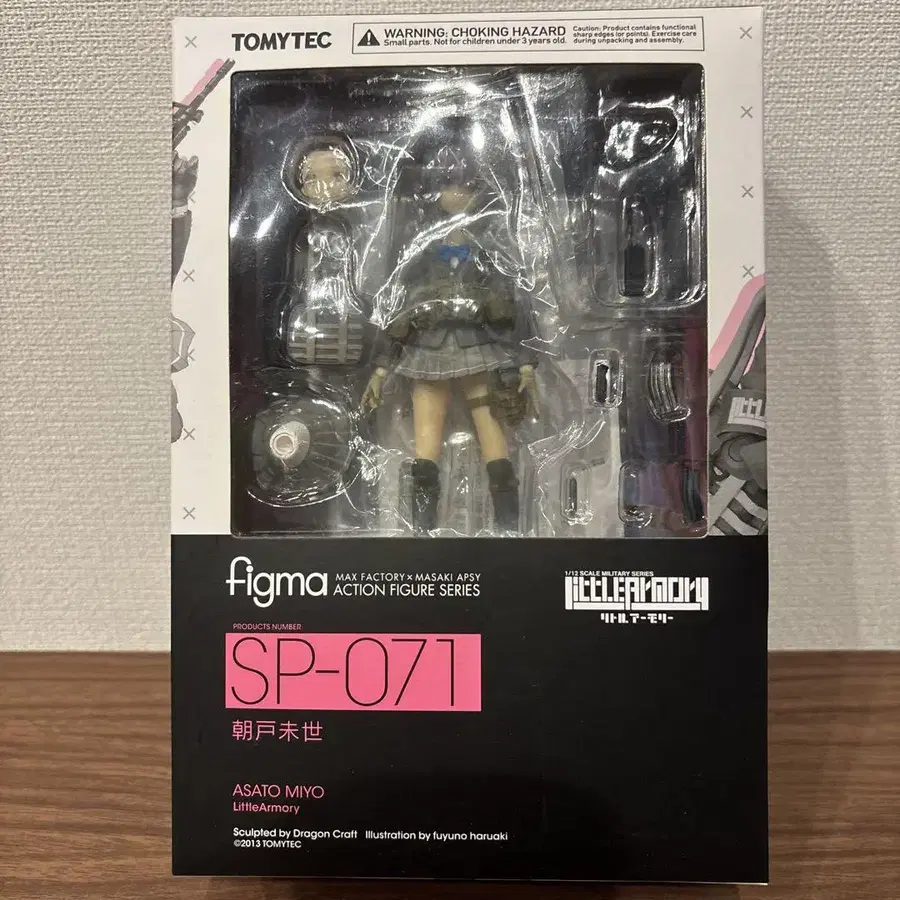 TOMYTEC
WARNING: CHOKING HAZARD
Small parts. Not for children under 3 years old.
Caution: Product contains functional
sharp edges (or points). Exercise care
during unpacking and assembly.
figma
MAX FACTORY × MASAKI APSY
ACTION FIGURE SERIES
1/12 SCALE MILITARY SERIES
LittleArmory
リトルアーモリー
PRODUCTS NUMBER
SP-071
朝戸未世
ASATO MIYO
LittleArmory
Sculpted by Dragon Craft Illustration by fuyuno haruaki
©2013 TOMYTEC